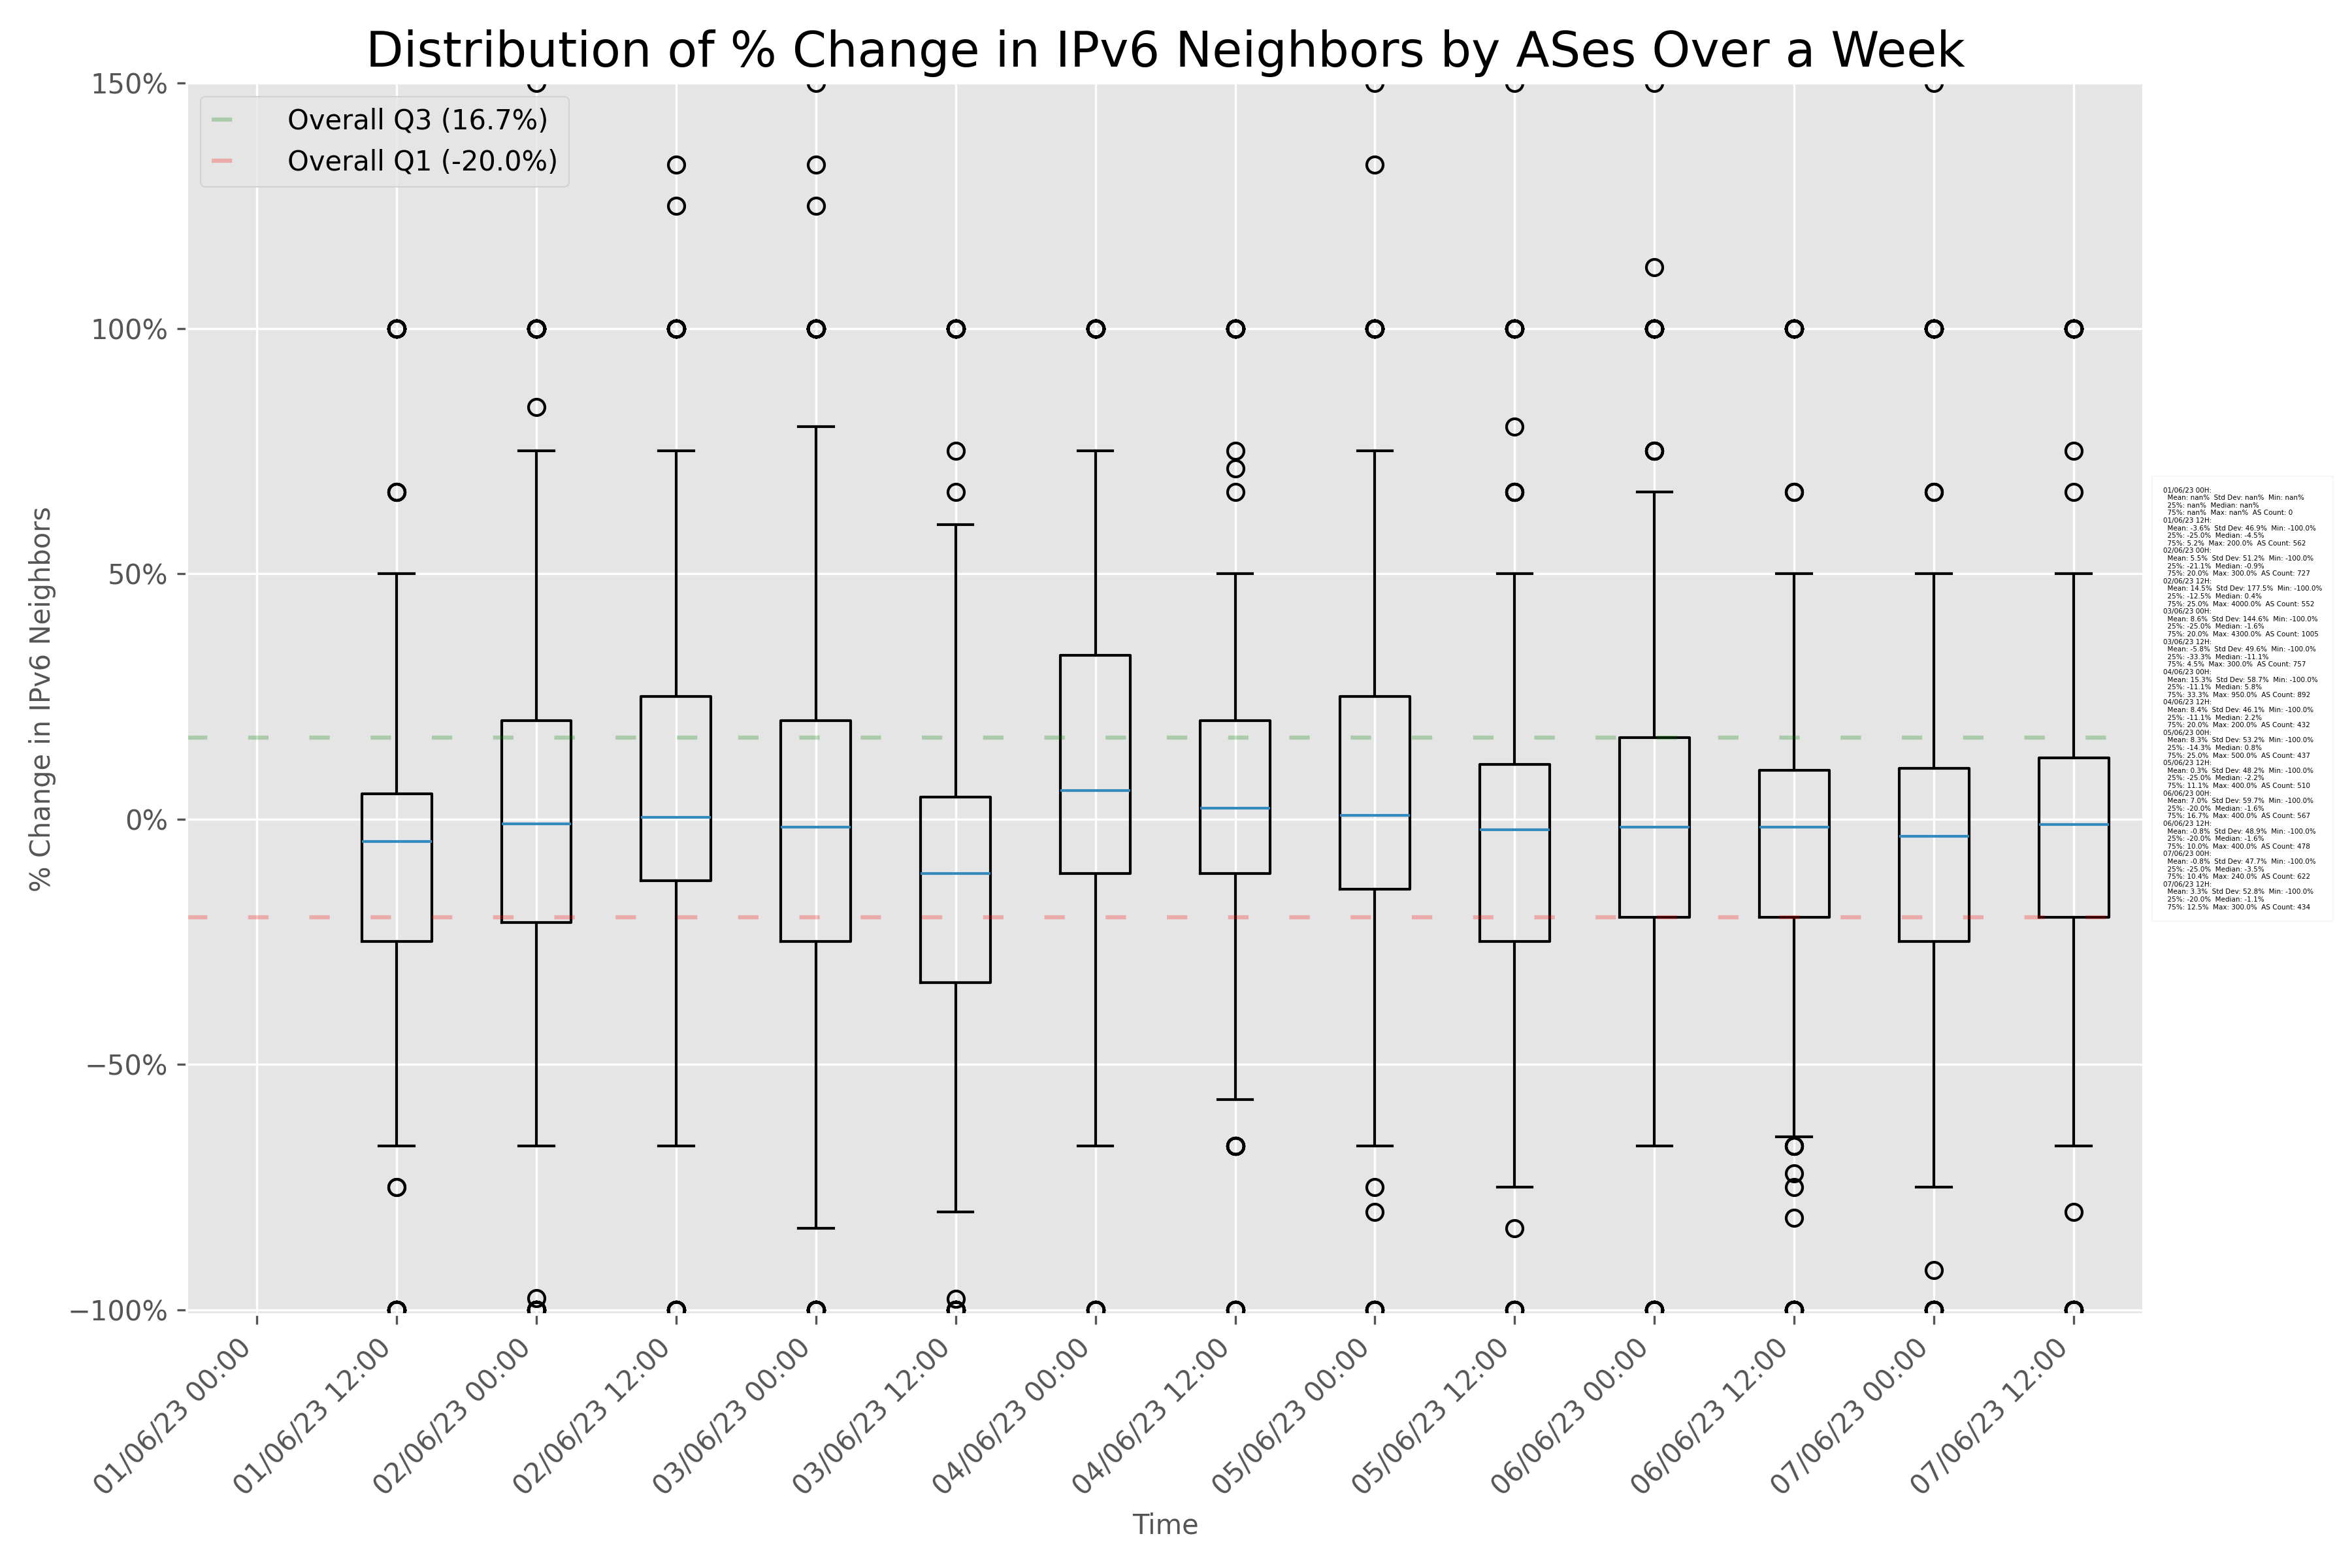 Distribution of % Change in IPv6 Neighbors by ASes Over a Week
150%
100%
50%
0%
−50%
−100%
% Change in IPv6 Neighbors
Overall Q3 (16.7%)
Overall Q1 (-20.0%)
01/06/23 00:00
01/06/23 12:00
02/06/23 00:00
02/06/23 12:00
03/06/23 00:00
03/06/23 12:00
04/06/23 00:00
04/06/23 12:00
05/06/23 00:00
05/06/23 12:00
06/06/23 00:00
06/06/23 12:00
07/06/23 00:00
07/06/23 12:00
Time
01/06/23 00H:
Mean: nan% Std Dev: nan% Min: nan%
25%: nan% Median: nan%
75%: nan% Max: nan% AS Count: 0
01/06/23 12H:
Mean: -3.6% Std Dev: 46.9% Min: -100.0%
25%: -25.0% Median: -4.5%
75%: 5.2% Max: 200.0% AS Count: 562
02/06/23 00H:
Mean: 5.5% Std Dev: 51.2% Min: -100.0%
25%: -21.1% Median: -0.9%
75%: 20.0% Max: 300.0% AS Count: 727
02/06/23 12H:
Mean: 14.5% Std Dev: 177.5% Min: -100.0%
25%: -12.5% Median: 0.4%
75%: 25.0% Max: 4000.0% AS Count: 552
03/06/23 00H:
Mean: 8.6% Std Dev: 144.6% Min: -100.0%
25%: -25.0% Median: -1.6%
75%: 20.0% Max: 4300.0% AS Count: 1005
03/06/23 12H:
Mean: -5.8% Std Dev: 49.6% Min: -100.0%
25%: -33.3% Median: -11.1%
75%: 4.5% Max: 300.0% AS Count: 757
04/06/23 00H:
Mean: 15.3% Std Dev: 58.7% Min: -100.0%
25%: -11.1% Median: 5.8%
75%: 33.3% Max: 950.0% AS Count: 892
04/06/23 12H:
Mean: 8.4% Std Dev: 46.1% Min: -100.0%
25%: -11.1% Median: 2.2%
75%: 20.0% Max: 200.0% AS Count: 432
05/06/23 00H:
Mean: 8.3% Std Dev: 53.2% Min: -100.0%
25%: -14.3% Median: 0.8%
75%: 25.0% Max: 500.0% AS Count: 437
05/06/23 12H:
Mean: 0.3% Std Dev: 48.2% Min: -100.0%
25%: -25.0% Median: -2.2%
75%: 11.1% Max: 400.0% AS Count: 510
06/06/23 00H:
Mean: 7.0% Std Dev: 59.7% Min: -100.0%
25%: -20.0% Median: -1.6%
75%: 16.7% Max: 400.0% AS Count: 567
06/06/23 12H:
Mean: -0.8% Std Dev: 48.9% Min: -100.0%
25%: -20.0% Median: -1.6%
75%: 10.0% Max: 400.0% AS Count: 478
07/06/23 00H:
Mean: -0.8% Std Dev: 47.7% Min: -100.0%
25%: -25.0% Median: -3.5%
75%: 10.4% Max: 240.0% AS Count: 622
07/06/23 12H:
Mean: 3.3% Std Dev: 52.8% Min: -100.0%
25%: -20.0% Median: -1.1%
75%: 12.5% Max: 300.0% AS Count: 434